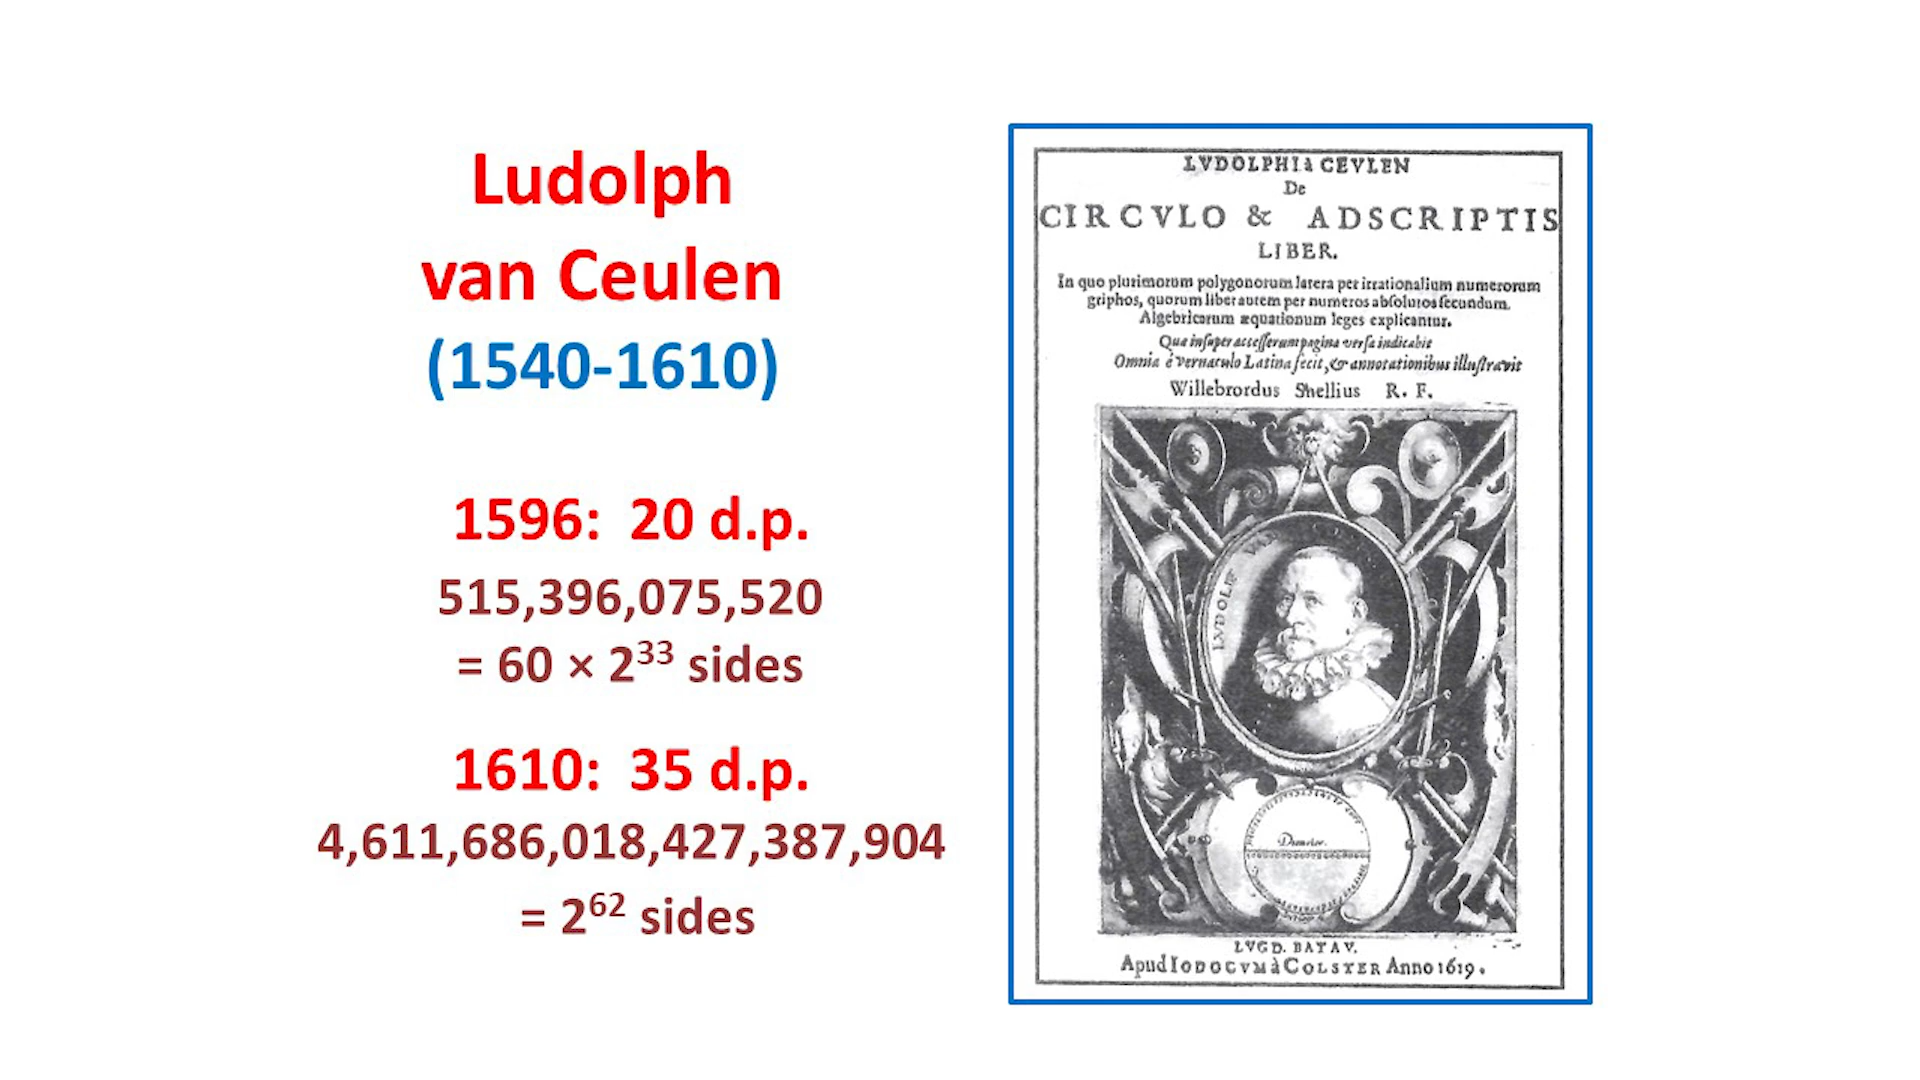 Ludolph
van Ceulen
(1540-1610)
1596: 20 d.p.
515,396,075,520
= 60 × 2³³ sides
1610: 35 d.p.
4,611,686,018,427,387,904
= 2⁶² sides
LVDOLPHI à CEVLEN
De
CIRCVLO & ADSCRIPTIS
LIBER.
In quo plurimorum polygonorum latera per irrationalium numerorum
griphos, quorum liber autem per numeros absolutos secundum
Algebricarum æquationum leges explicantur.
Quæ insuper accesserunt pagina versa indicabit
Omnia è vernaculo Latina fecit, & annotationibus illustravit
Willebrordus Snellius R. F.
LVDOLF VAN
Diameter.
LVGD. BATAV.
Apud IODOCVM à COLSTER Anno 1619.